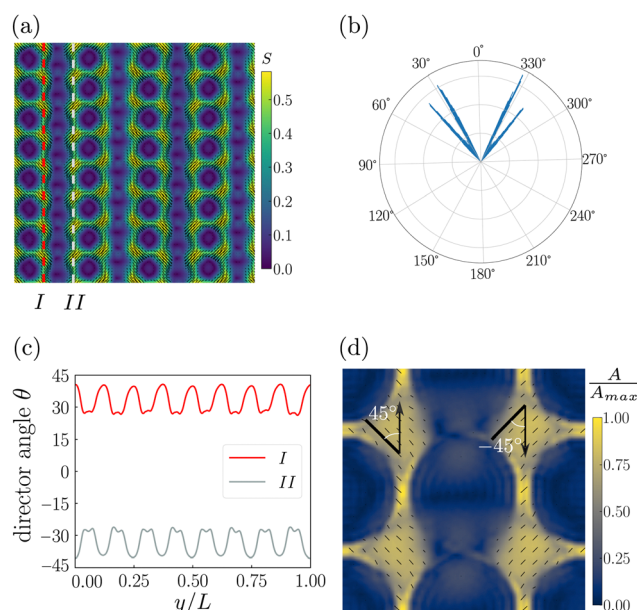 (a)
S
0.5
0.4
0.3
0.2
0.1
0.0
I
II
(b)
0°
30°
330°
60°
300°
90°
270°
120°
240°
150°
210°
180°
(c)
director angle θ
45
30
15
0
−15
−30
−45
I
II
0.00
0.25
0.50
0.75
1.00
y/L
(d)
A
A_max
1.00
0.75
0.50
0.25
0.00
45°
−45°